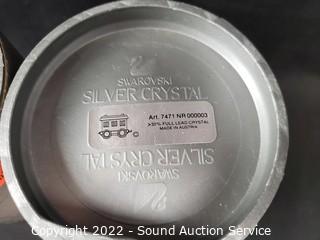 SWAROVSKI
SILVER CRYSTAL
Art. 7471 NR 000003
>30% FULL LEAD CRYSTAL
MADE IN AUSTRIA
SILVER CRYSTAL
SWAROVSKI
Copyright 2022 - Sound Auction Service